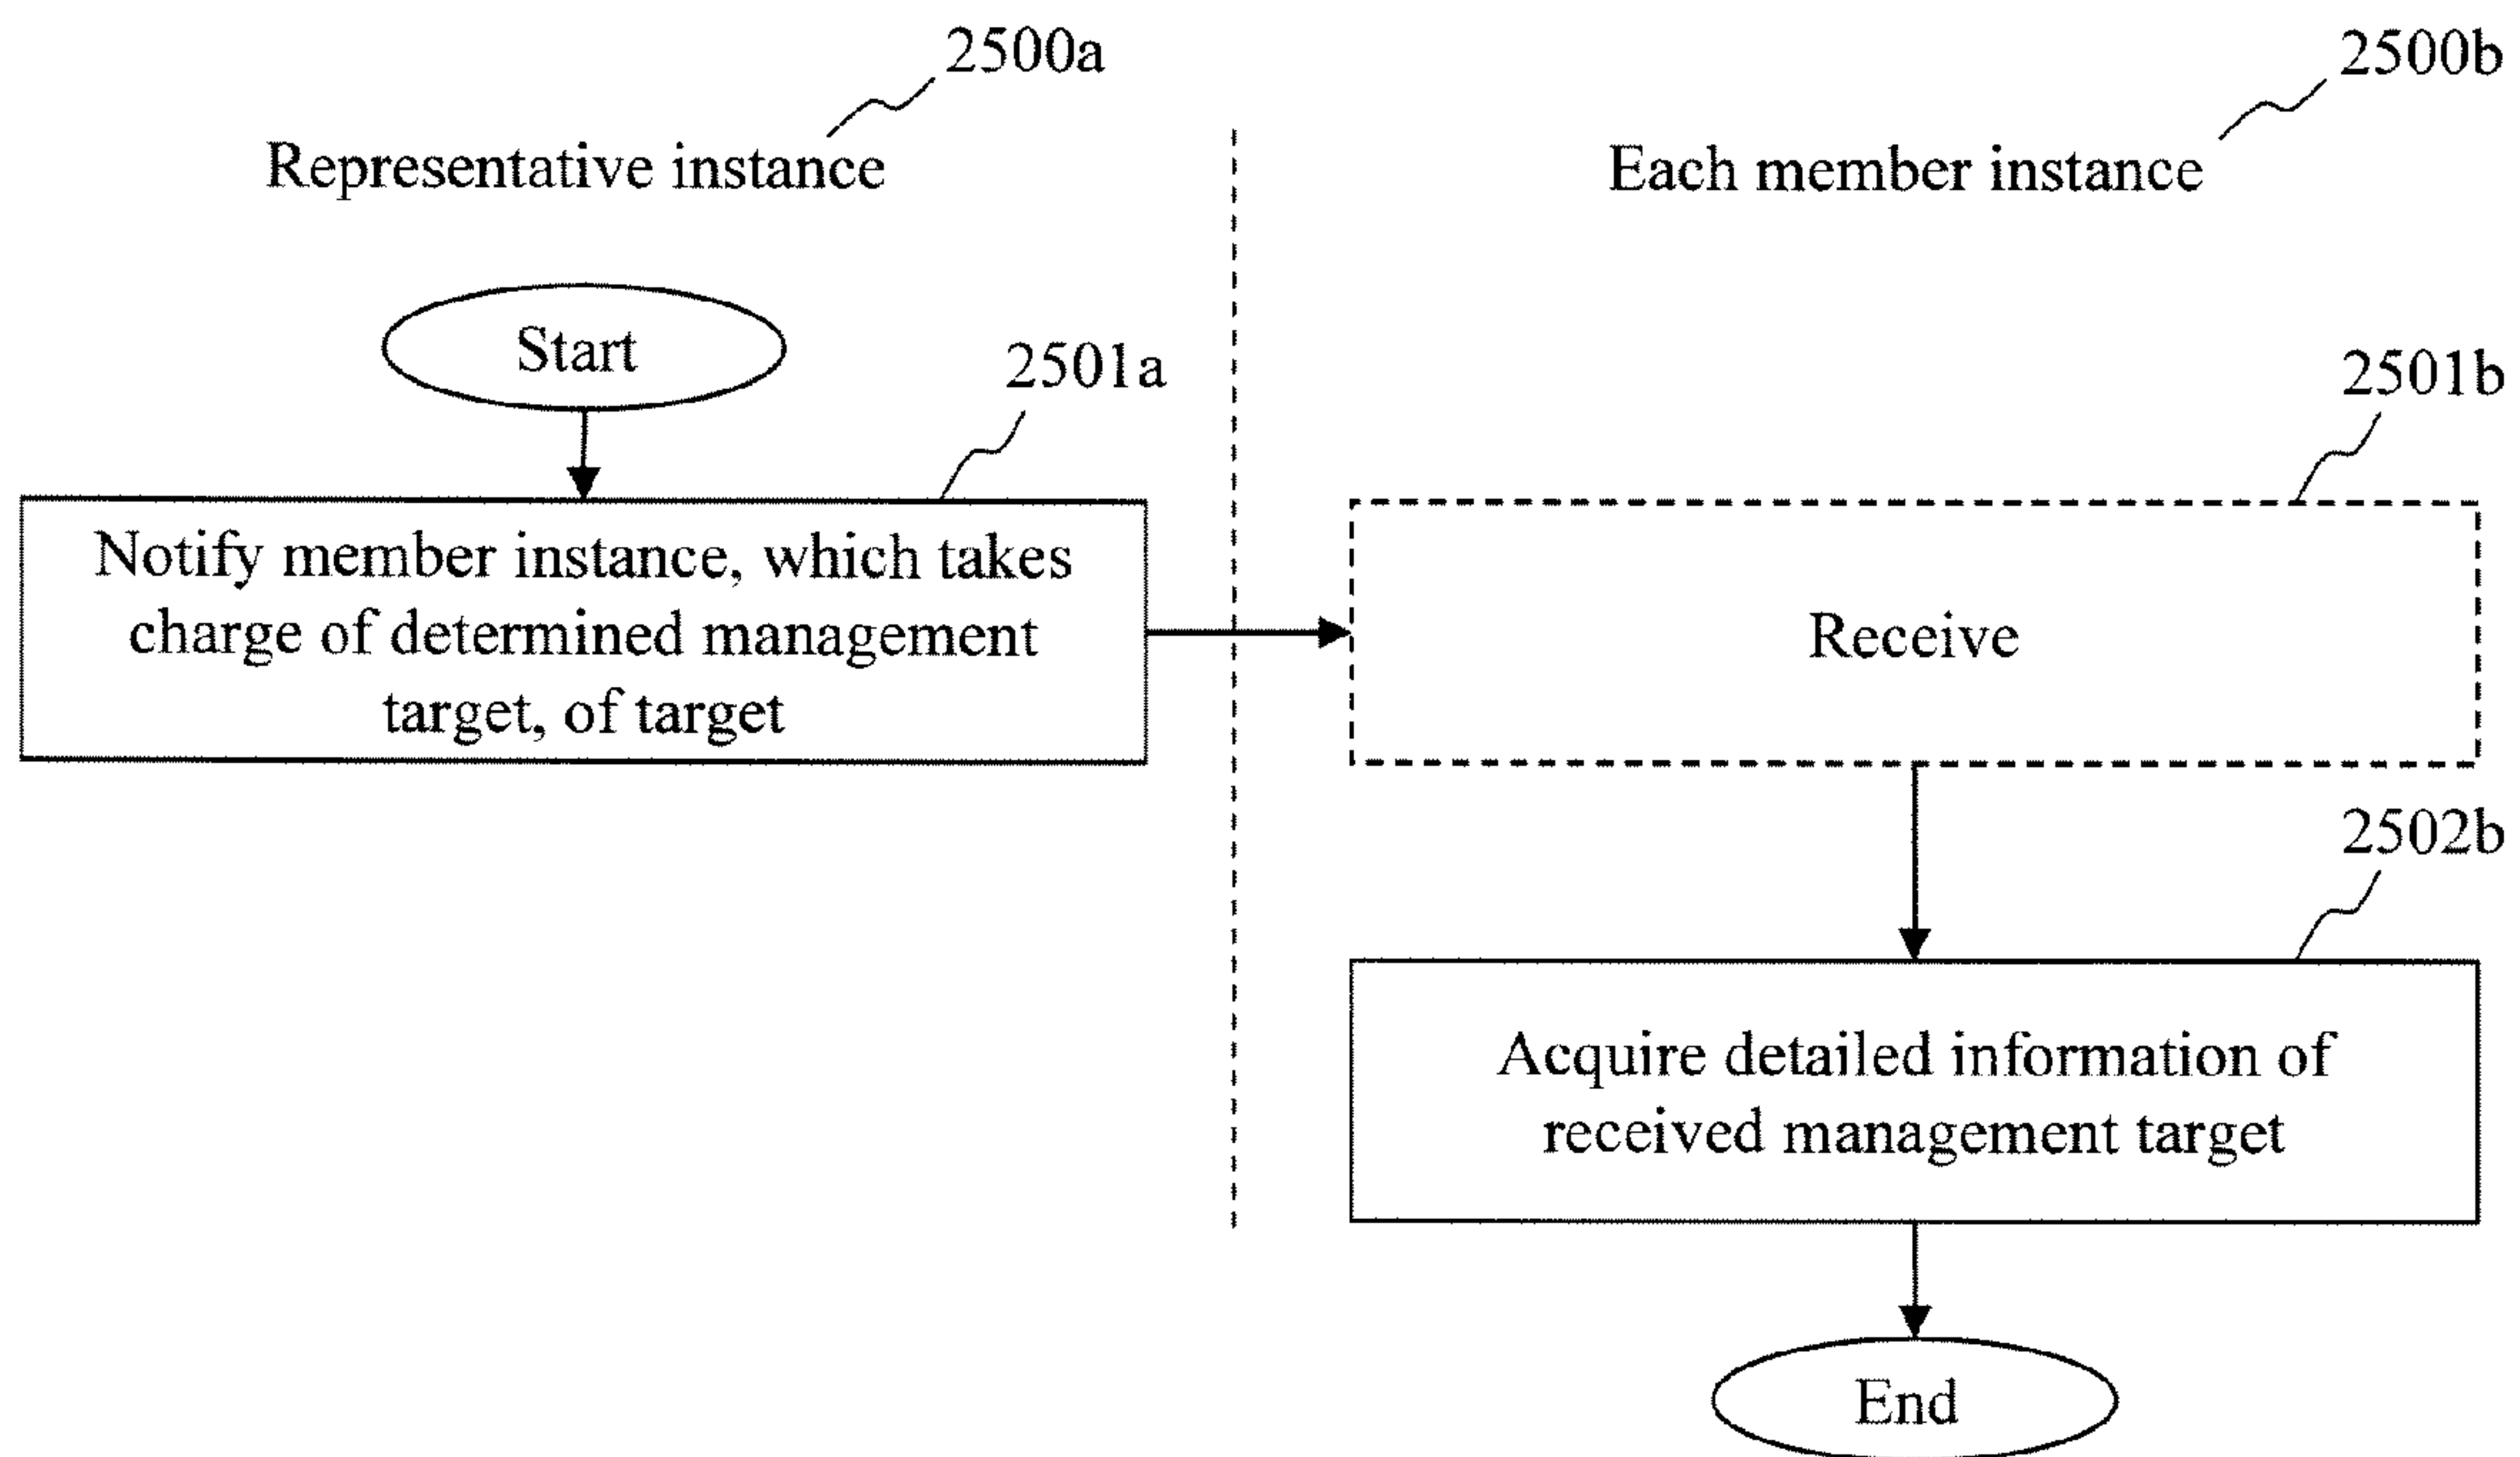 2500a
2500b
Representative instance
Each member instance
Start
2501a
2501b
Notify member instance, which takes
charge of determined management
target, of target
Receive
2502b
Acquire detailed information of
received management target
End